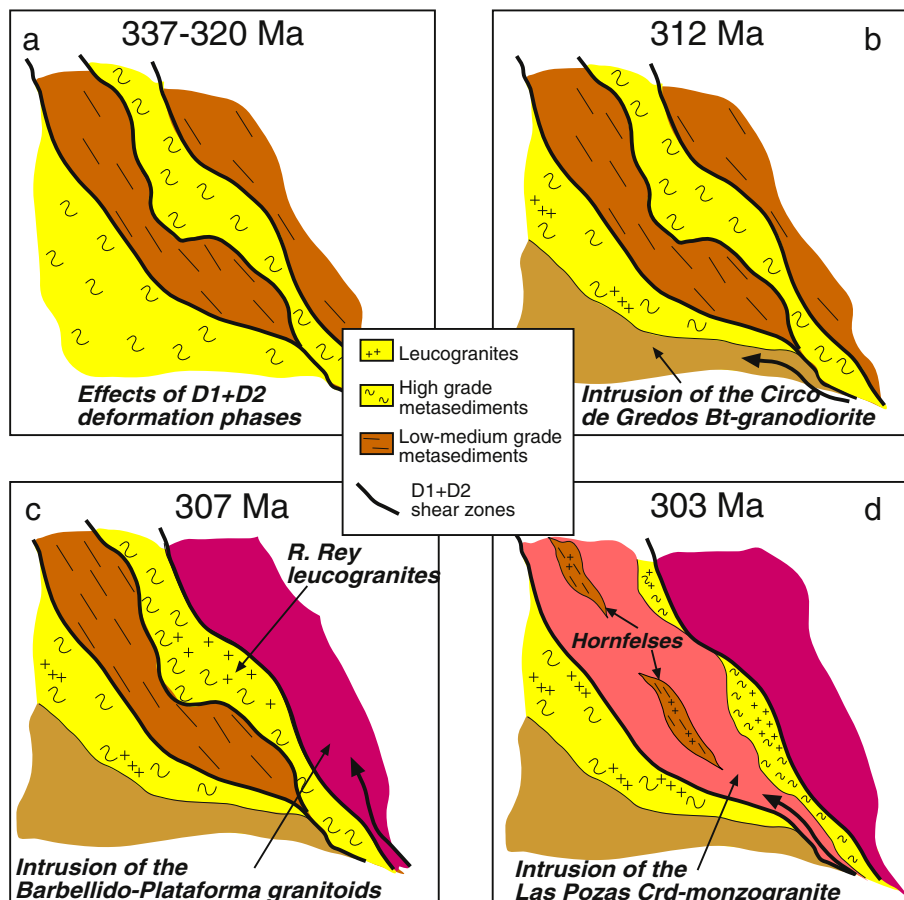 a
337-320 Ma
Effects of D1+D2
deformation phases
312 Ma
b
Intrusion of the Circo
de Gredos Bt-granodiorite
Leucogranites
High grade
metasediments
Low-medium grade
metasediments
D1+D2
shear zones
c
307 Ma
R. Rey
leucogranites
Intrusion of the
Barbellido-Plataforma granitoids
303 Ma
d
Hornfelses
Intrusion of the
Las Pozas Crd-monzogranite